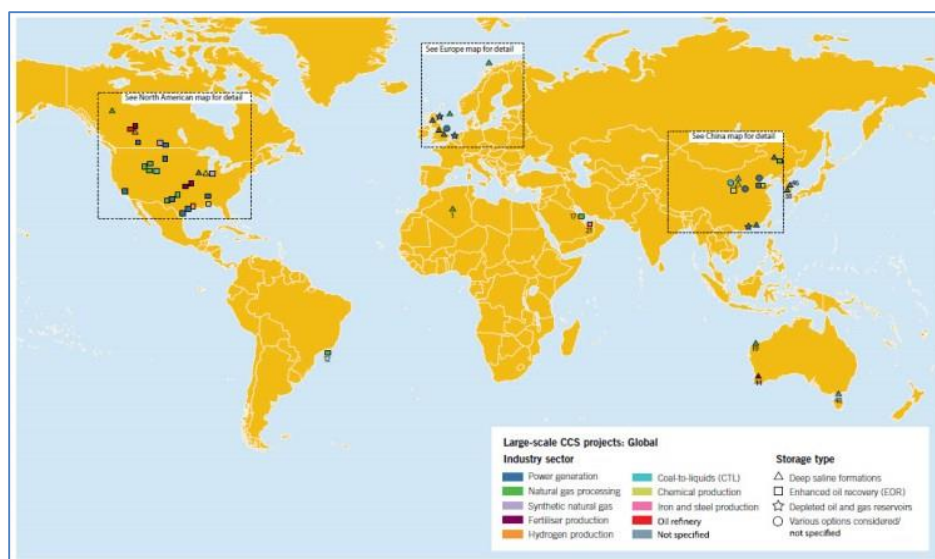 See Europe map for detail
See North American map for detail
See China map for detail
Large-scale CCS projects: Global
Industry sector
Power generation
Natural gas processing
Synthetic natural gas
Fertiliser production
Hydrogen production
Coal-to-liquids (CTL)
Chemical production
Iron and steel production
Oil refinery
Not specified
Storage type
Deep saline formations
Enhanced oil recovery (EOR)
Depleted oil and gas reservoirs
Various options considered/
not specified